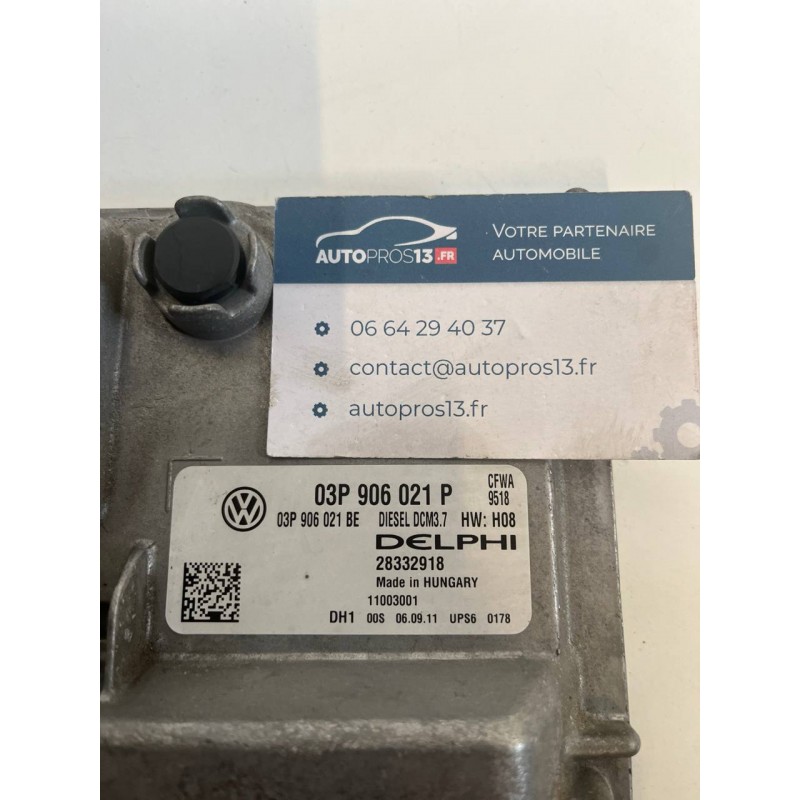 AUTOPROS13.FR
VOTRE PARTENAIRE
AUTOMOBILE
06 64 29 40 37
contact@autopros13.fr
autopros13.fr
03P 906 021 P
CFWA
9518
03P 906 021 BE DIESEL DCM3.7 HW: H08
DELPHI
28332918
Made in HUNGARY
11003001
DH1 00S 06.09.11 UPS6 0178